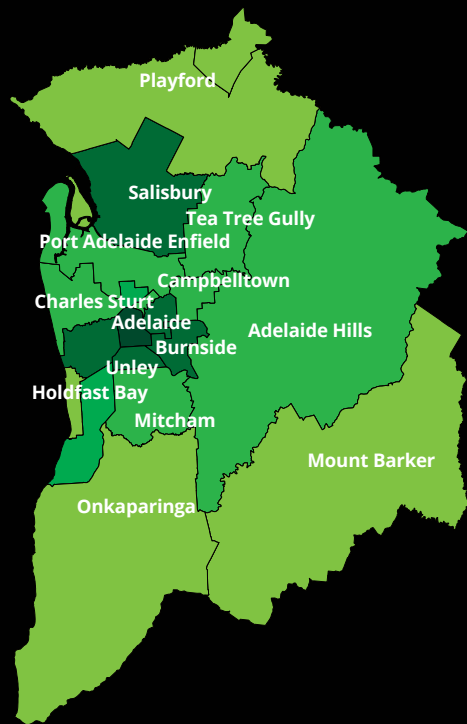 Playford
Salisbury
Tea Tree Gully
Port Adelaide Enfield
Campbelltown
Charles Sturt
Adelaide
Adelaide Hills
Burnside
Unley
Holdfast Bay
Mitcham
Mount Barker
Onkaparinga